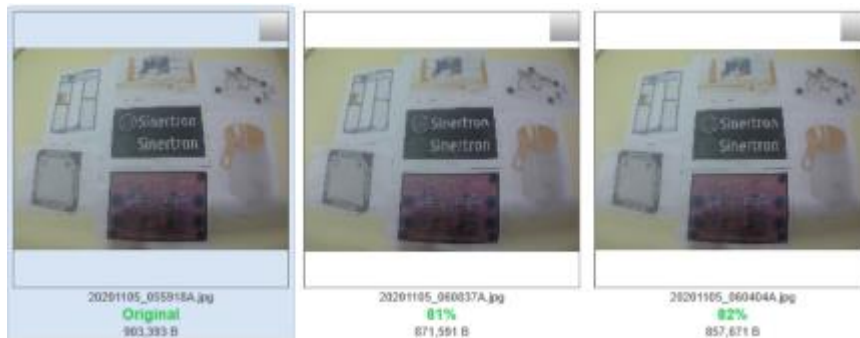 Sinertron
Sinertron
20201105_055918A.jpg
Original
903,393 B
Sinertron
Sinertron
20201105_060837A.jpg
81%
871,591 B
Sinertron
Sinertron
20201105_060404A.jpg
82%
857,671 B